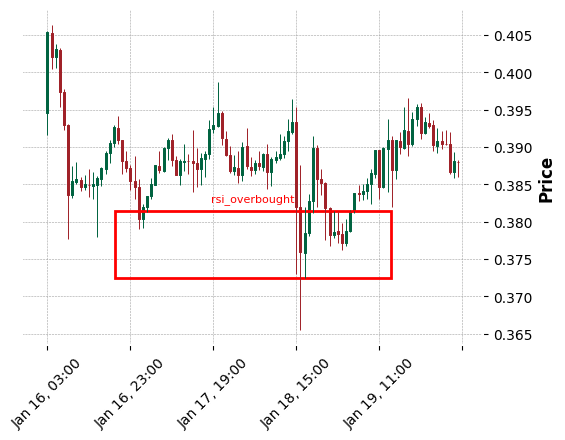 0.405
0.400
0.395
0.390
0.385
0.380
0.375
0.370
0.365
Price
rsi_overbought
Jan 16, 03:00
Jan 16, 23:00
Jan 17, 19:00
Jan 18, 15:00
Jan 19, 11:00